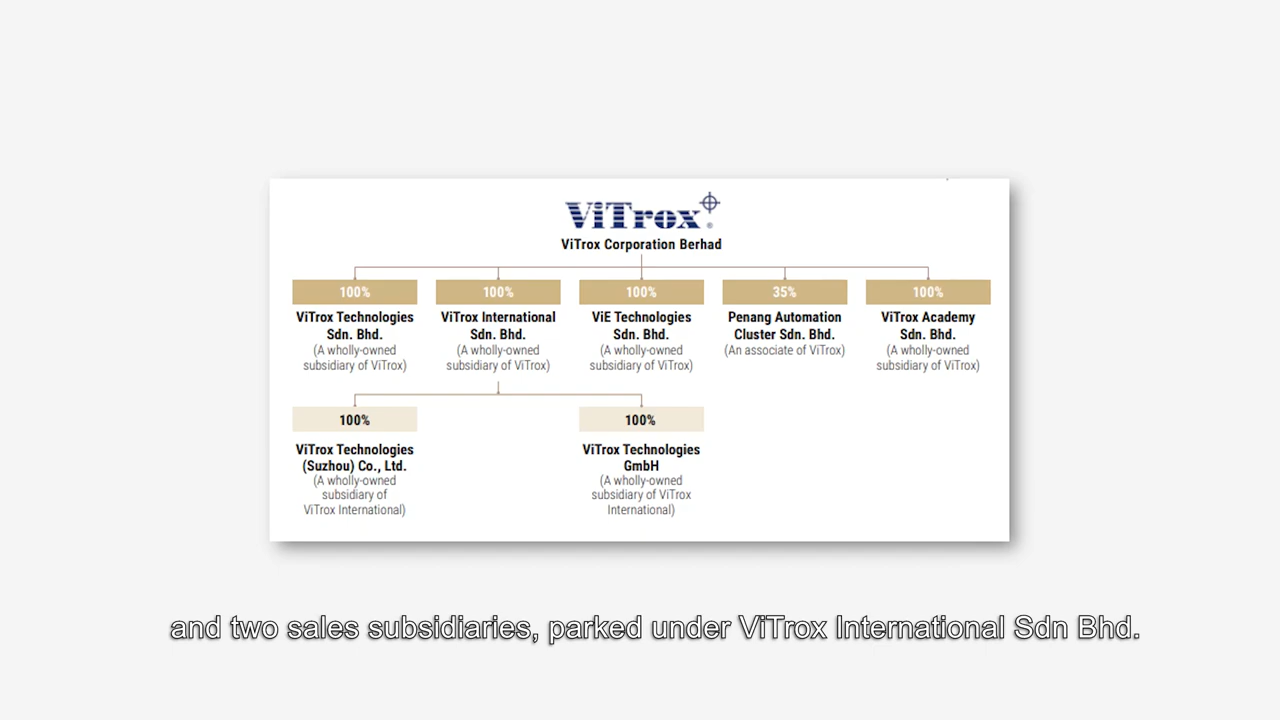 ViTrox
®
ViTrox Corporation Berhad
100%
ViTrox Technologies
Sdn. Bhd.
(A wholly-owned
subsidiary of ViTrox)
100%
ViTrox International
Sdn. Bhd.
(A wholly-owned
subsidiary of ViTrox)
100%
ViE Technologies
Sdn. Bhd.
(A wholly-owned
subsidiary of ViTrox)
35%
Penang Automation
Cluster Sdn. Bhd.
(An associate of ViTrox)
100%
ViTrox Academy
Sdn. Bhd.
(A wholly-owned
subsidiary of ViTrox)
100%
ViTrox Technologies
(Suzhou) Co., Ltd.
(A wholly-owned
subsidiary of
ViTrox International)
100%
ViTrox Technologies
GmbH
(A wholly-owned
subsidiary of ViTrox
International)
and two sales subsidiaries, parked under ViTrox International Sdn Bhd.